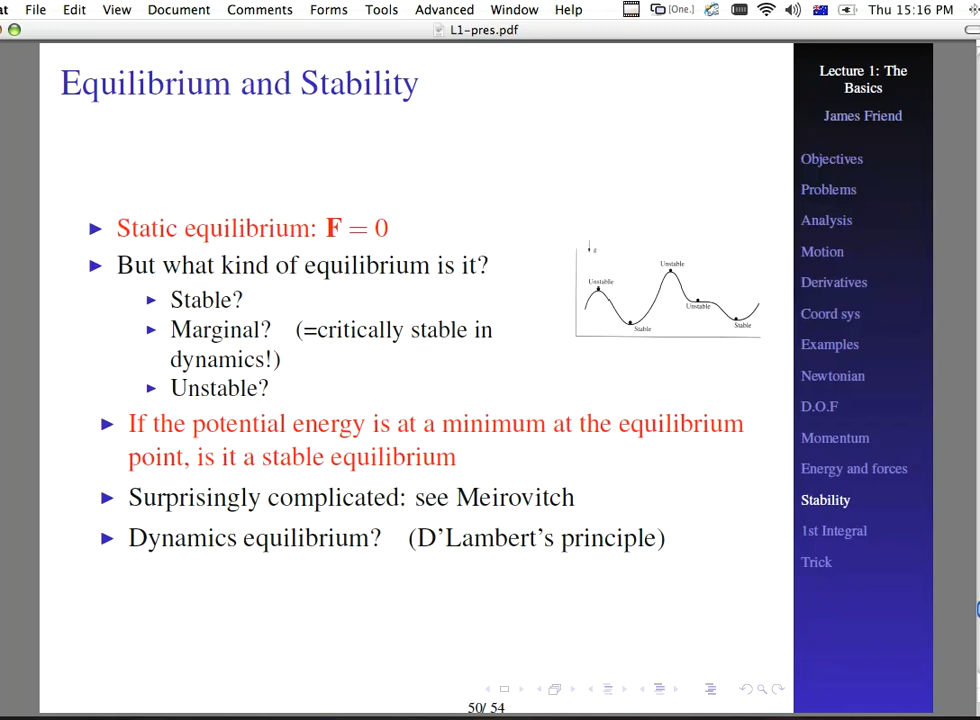 at File Edit View Document Comments Forms Tools Advanced Window Help [One.] Thu 15:16 PM
L1-pres.pdf
Equilibrium and Stability
Static equilibrium: F = 0
But what kind of equilibrium is it?
Stable?
Marginal? (=critically stable in
dynamics!)
Unstable?
If the potential energy is at a minimum at the equilibrium
point, is it a stable equilibrium
Surprisingly complicated: see Meirovitch
Dynamics equilibrium? (D'Lambert's principle)
g
Unstable
Stable
Unstable
Unstable
Stable
Lecture 1: The
Basics
James Friend
Objectives
Problems
Analysis
Motion
Derivatives
Coord sys
Examples
Newtonian
D.O.F
Momentum
Energy and forces
Stability
1st Integral
Trick
50/ 54